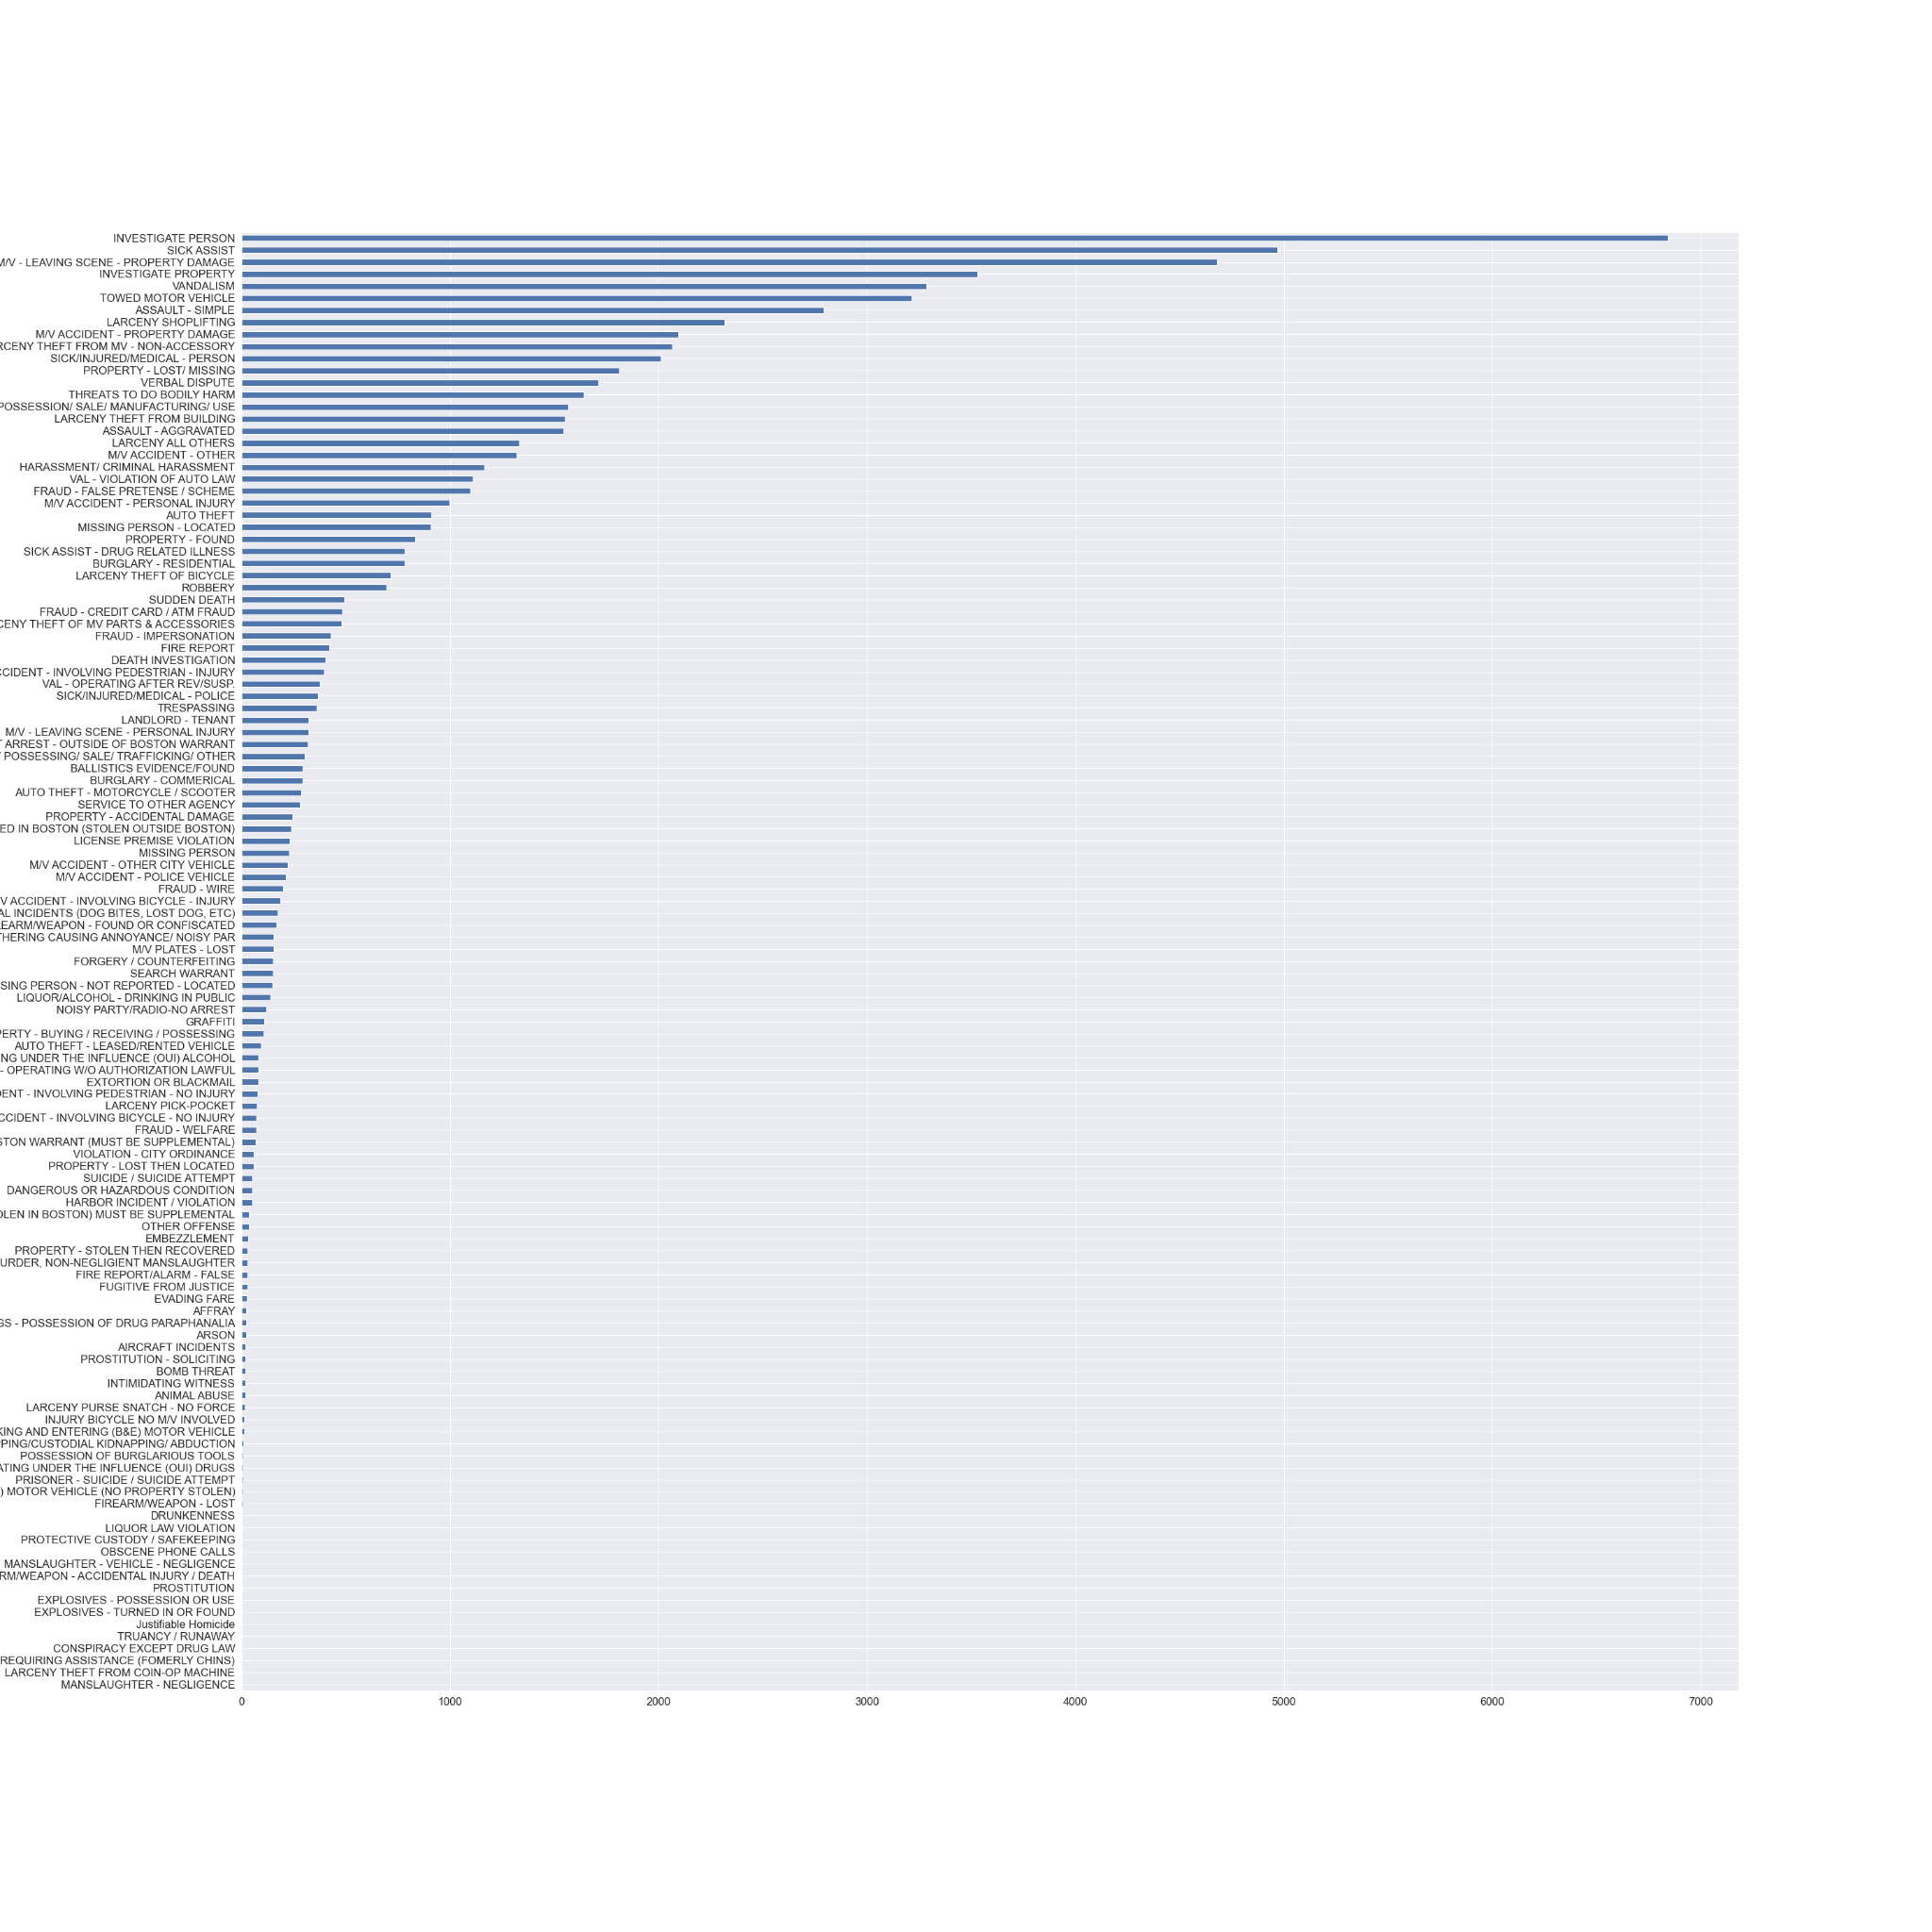 INVESTIGATE PERSON
SICK ASSIST
M/V - LEAVING SCENE - PROPERTY DAMAGE
INVESTIGATE PROPERTY
VANDALISM
TOWED MOTOR VEHICLE
ASSAULT - SIMPLE
LARCENY SHOPLIFTING
M/V ACCIDENT - PROPERTY DAMAGE
RCENY THEFT FROM MV - NON-ACCESSORY
SICK/INJURED/MEDICAL - PERSON
PROPERTY - LOST/ MISSING
VERBAL DISPUTE
THREATS TO DO BODILY HARM
POSSESSION/ SALE/ MANUFACTURING/ USE
LARCENY THEFT FROM BUILDING
ASSAULT - AGGRAVATED
LARCENY ALL OTHERS
M/V ACCIDENT - OTHER
HARASSMENT/ CRIMINAL HARASSMENT
VAL - VIOLATION OF AUTO LAW
FRAUD - FALSE PRETENSE / SCHEME
M/V ACCIDENT - PERSONAL INJURY
AUTO THEFT
MISSING PERSON - LOCATED
PROPERTY - FOUND
SICK ASSIST - DRUG RELATED ILLNESS
BURGLARY - RESIDENTIAL
LARCENY THEFT OF BICYCLE
ROBBERY
SUDDEN DEATH
FRAUD - CREDIT CARD / ATM FRAUD
CENY THEFT OF MV PARTS & ACCESSORIES
FRAUD - IMPERSONATION
FIRE REPORT
DEATH INVESTIGATION
CCIDENT - INVOLVING PEDESTRIAN - INJURY
VAL - OPERATING AFTER REV/SUSP.
SICK/INJURED/MEDICAL - POLICE
TRESPASSING
LANDLORD - TENANT
M/V - LEAVING SCENE - PERSONAL INJURY
T ARREST - OUTSIDE OF BOSTON WARRANT
/ POSSESSING/ SALE/ TRAFFICKING/ OTHER
BALLISTICS EVIDENCE/FOUND
BURGLARY - COMMERICAL
AUTO THEFT - MOTORCYCLE / SCOOTER
SERVICE TO OTHER AGENCY
PROPERTY - ACCIDENTAL DAMAGE
ED IN BOSTON (STOLEN OUTSIDE BOSTON)
LICENSE PREMISE VIOLATION
MISSING PERSON
M/V ACCIDENT - OTHER CITY VEHICLE
M/V ACCIDENT - POLICE VEHICLE
FRAUD - WIRE
V ACCIDENT - INVOLVING BICYCLE - INJURY
AL INCIDENTS (DOG BITES, LOST DOG, ETC)
EARM/WEAPON - FOUND OR CONFISCATED
THERING CAUSING ANNOYANCE/ NOISY PAR
M/V PLATES - LOST
FORGERY / COUNTERFEITING
SEARCH WARRANT
SING PERSON - NOT REPORTED - LOCATED
LIQUOR/ALCOHOL - DRINKING IN PUBLIC
NOISY PARTY/RADIO-NO ARREST
GRAFFITI
PERTY - BUYING / RECEIVING / POSSESSING
AUTO THEFT - LEASED/RENTED VEHICLE
NG UNDER THE INFLUENCE (OUI) ALCOHOL
- OPERATING W/O AUTHORIZATION LAWFUL
EXTORTION OR BLACKMAIL
DENT - INVOLVING PEDESTRIAN - NO INJURY
LARCENY PICK-POCKET
CCIDENT - INVOLVING BICYCLE - NO INJURY
FRAUD - WELFARE
STON WARRANT (MUST BE SUPPLEMENTAL)
VIOLATION - CITY ORDINANCE
PROPERTY - LOST THEN LOCATED
SUICIDE / SUICIDE ATTEMPT
DANGEROUS OR HAZARDOUS CONDITION
HARBOR INCIDENT / VIOLATION
OLEN IN BOSTON) MUST BE SUPPLEMENTAL
OTHER OFFENSE
EMBEZZLEMENT
PROPERTY - STOLEN THEN RECOVERED
URDER, NON-NEGLIGIENT MANSLAUGHTER
FIRE REPORT/ALARM - FALSE
FUGITIVE FROM JUSTICE
EVADING FARE
AFFRAY
GS - POSSESSION OF DRUG PARAPHANALIA
ARSON
AIRCRAFT INCIDENTS
PROSTITUTION - SOLICITING
BOMB THREAT
INTIMIDATING WITNESS
ANIMAL ABUSE
LARCENY PURSE SNATCH - NO FORCE
INJURY BICYCLE NO M/V INVOLVED
KING AND ENTERING (B&E) MOTOR VEHICLE
PPING/CUSTODIAL KIDNAPPING/ ABDUCTION
POSSESSION OF BURGLARIOUS TOOLS
ATING UNDER THE INFLUENCE (OUI) DRUGS
PRISONER - SUICIDE / SUICIDE ATTEMPT
) MOTOR VEHICLE (NO PROPERTY STOLEN)
FIREARM/WEAPON - LOST
DRUNKENNESS
LIQUOR LAW VIOLATION
PROTECTIVE CUSTODY / SAFEKEEPING
OBSCENE PHONE CALLS
MANSLAUGHTER - VEHICLE - NEGLIGENCE
RM/WEAPON - ACCIDENTAL INJURY / DEATH
PROSTITUTION
EXPLOSIVES - POSSESSION OR USE
EXPLOSIVES - TURNED IN OR FOUND
Justifiable Homicide
TRUANCY / RUNAWAY
CONSPIRACY EXCEPT DRUG LAW
REQUIRING ASSISTANCE (FOMERLY CHINS)
LARCENY THEFT FROM COIN-OP MACHINE
MANSLAUGHTER - NEGLIGENCE
0 1000 2000 3000 4000 5000 6000 7000